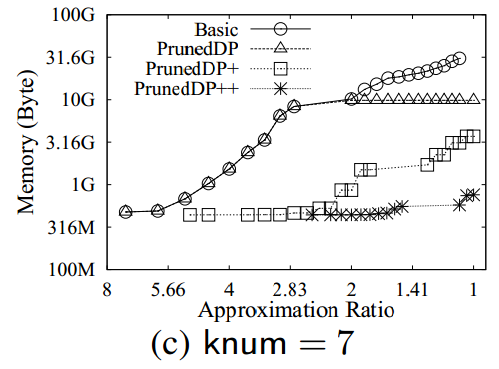 100G
31.6G
10G
3.16G
1G
316M
100M
Memory (Byte)
Basic
PrunedDP
PrunedDP+
PrunedDP++
8 5.66 4 2.83 2 1.41 1
Approximation Ratio
(c) knum = 7